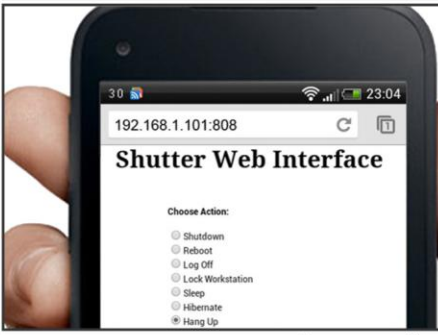 30 23:04
192.168.1.101:808
1
Shutter Web Interface
Choose Action:
Shutdown
Reboot
Log Off
Lock Workstation
Sleep
Hibernate
Hang Up